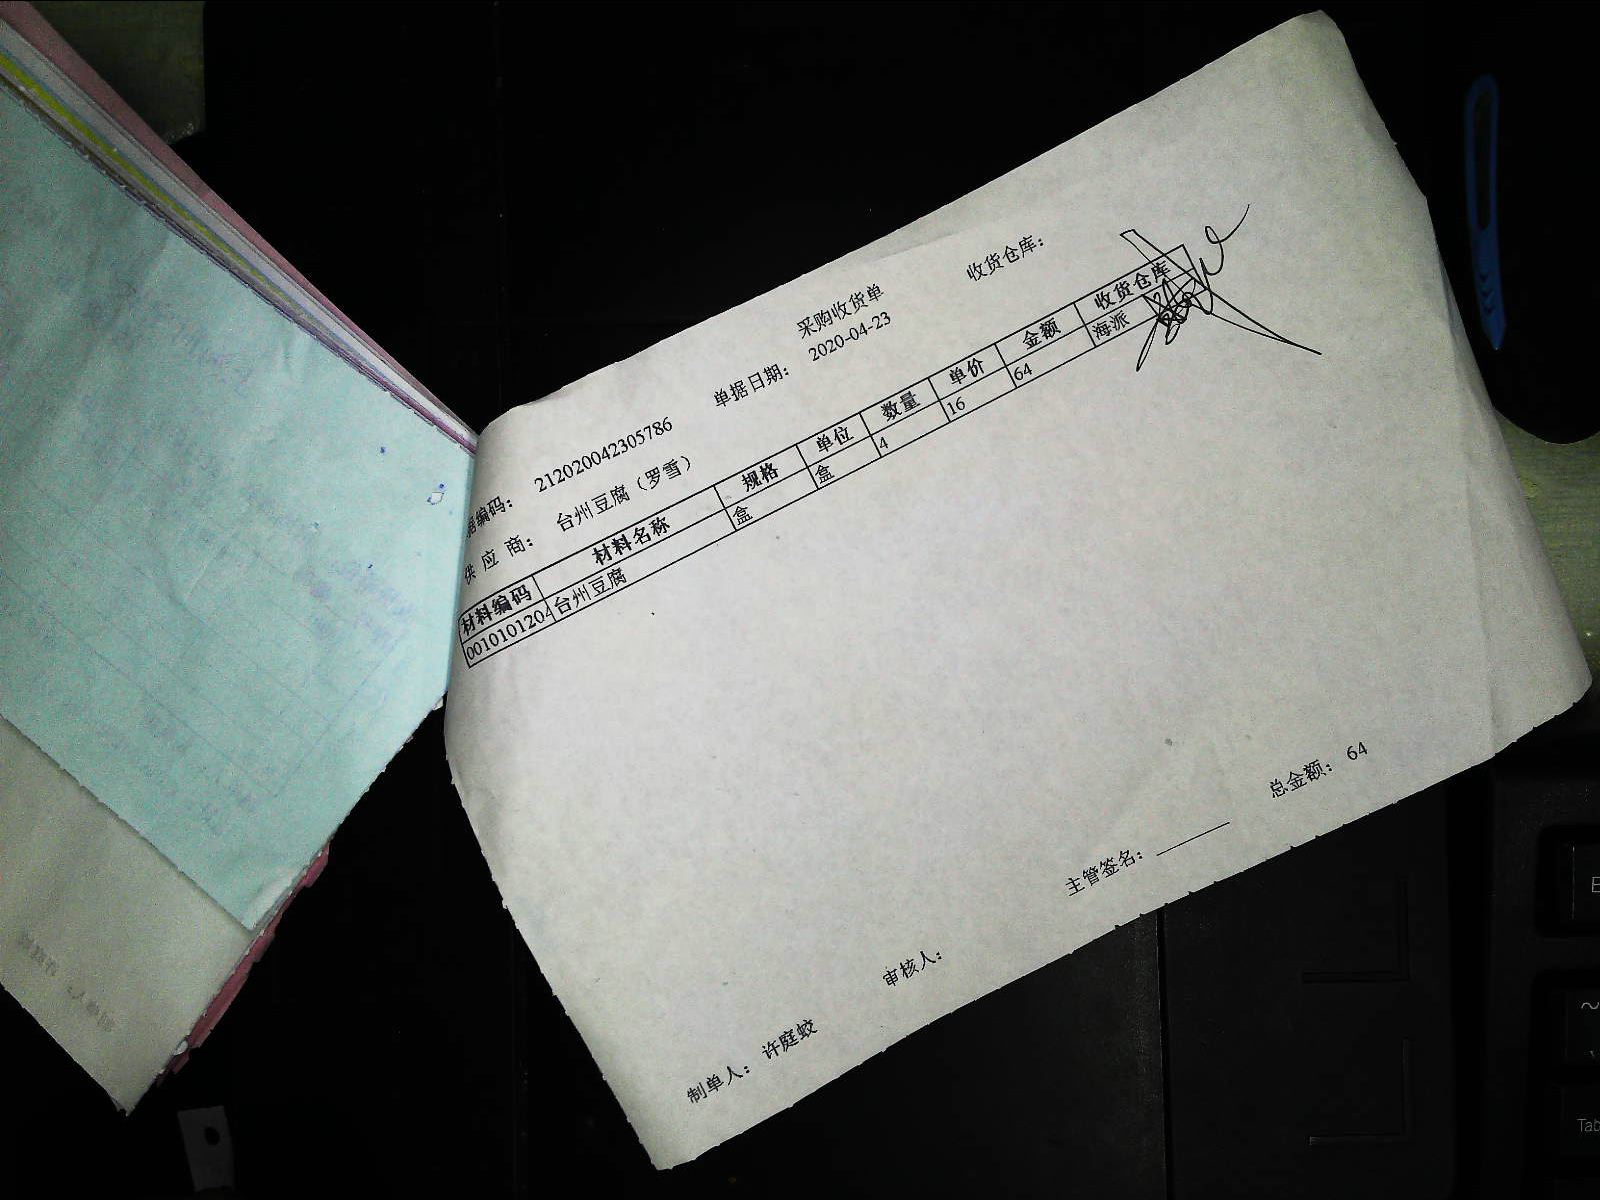 采购收货单
收货仓库：
据编码： 212020042305786 单据日期： 2020-04-23
供 应 商： 台州豆腐（罗雪）
材料编码 材料名称 规格 单位 数量 单价 金额 收货仓库
0010101204 台州豆腐 盒 盒 4 16 64 海派
制单人： 许庭蛟 审核人： 主管签名： 总金额： 64
Tab